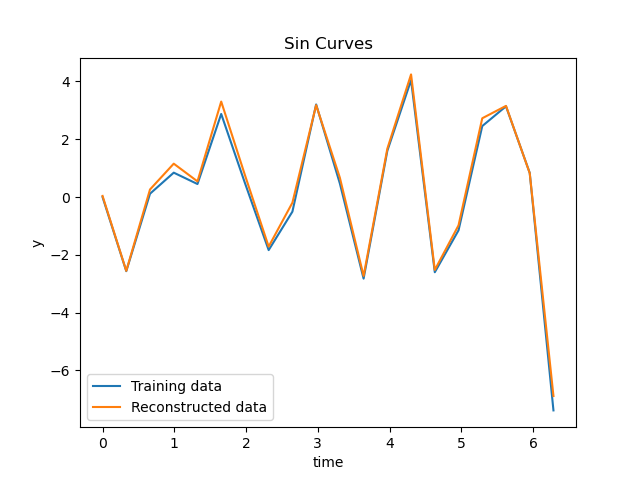 Sin Curves
4
2
0
−2
−4
−6
y
Training data
Reconstructed data
0 1 2 3 4 5 6
time